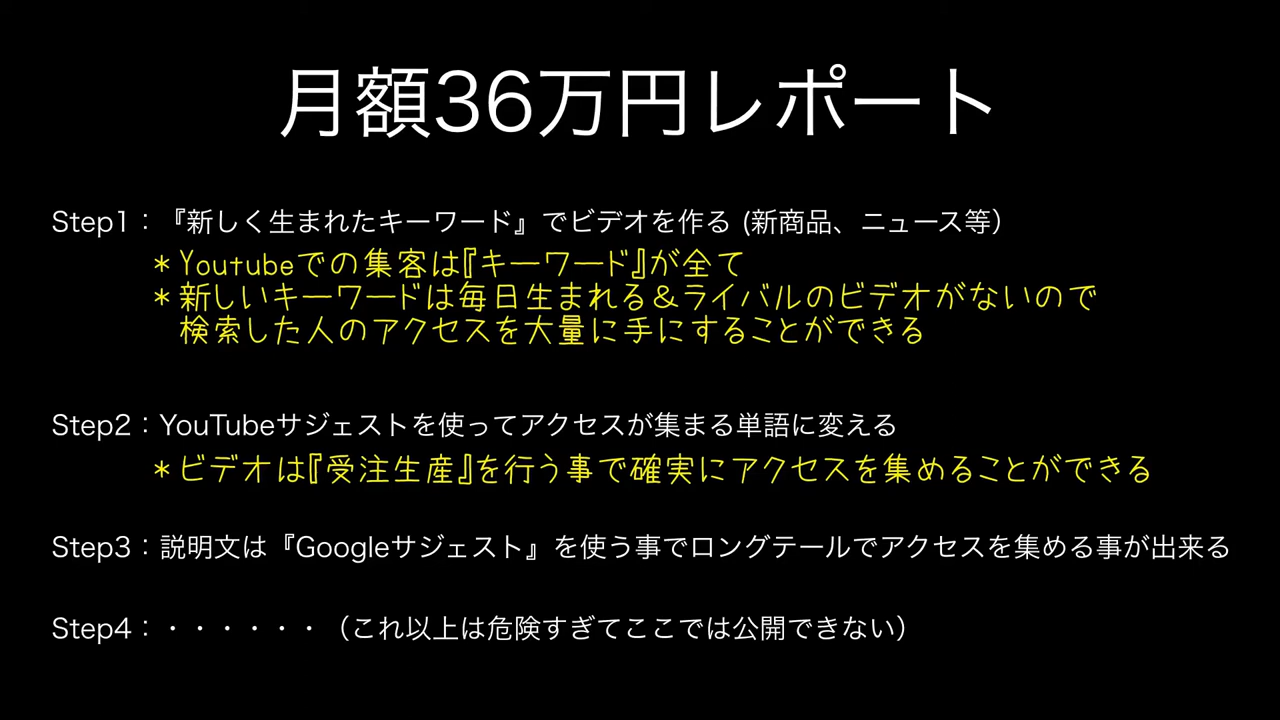 月額36万円レポート
Step1：『新しく生まれたキーワード』でビデオを作る (新商品、ニュース等）
＊Youtubeでの集客は『キーワード』が全て
＊新しいキーワードは毎日生まれる＆ライバルのビデオがないので
検索した人のアクセスを大量に手にすることができる
Step2：YouTubeサジェストを使ってアクセスが集まる単語に変える
＊ビデオは『受注生産』を行う事で確実にアクセスを集めることができる
Step3：説明文は『Googleサジェスト』を使う事でロングテールでアクセスを集める事が出来る
Step4：・・・・・・（これ以上は危険すぎてここでは公開できない）